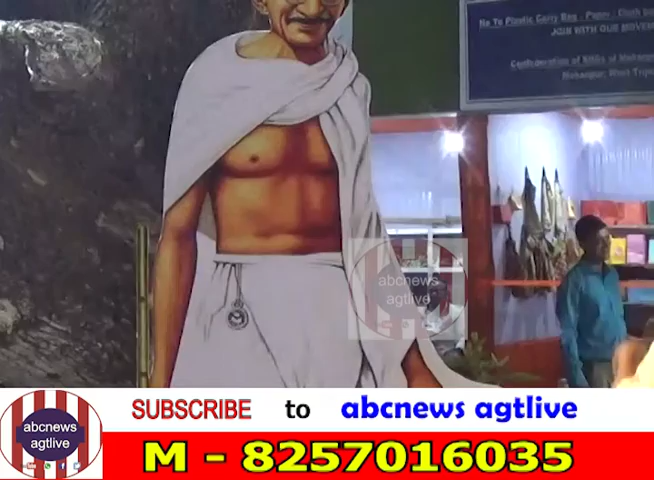 No To Plastic Carry Bag - Paper / Cloth
JOIN WITH OUR MOVEMENT
Confederation of NGOs of
abcnews
agtlive
abcnews
agtlive
SUBSCRIBE to abcnews agtlive
M - 8257016035